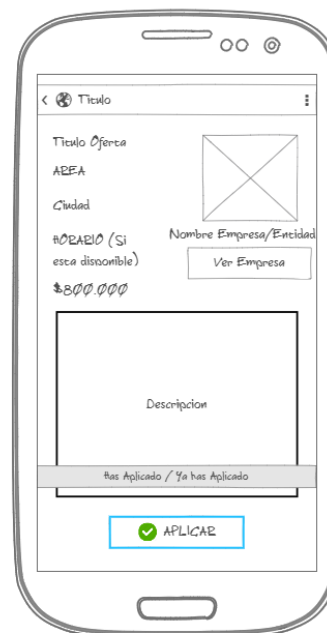 Titulo
Titulo Oferta
AREA
Ciudad
HORARIO (Si
esta disponible)
$800.000
Nombre Empresa/Entidad
Ver Empresa
Descripcion
Has Aplicado / Ya has Aplicado
APLICAR